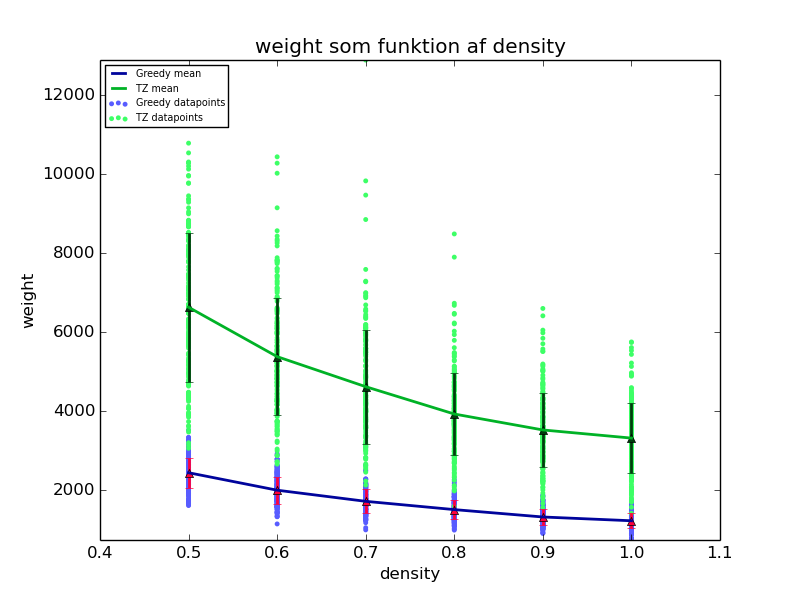 weight som funktion af density
Greedy mean
TZ mean
Greedy datapoints
TZ datapoints
12000
10000
8000
6000
4000
2000
weight
0.4 0.5 0.6 0.7 0.8 0.9 1.0 1.1
density